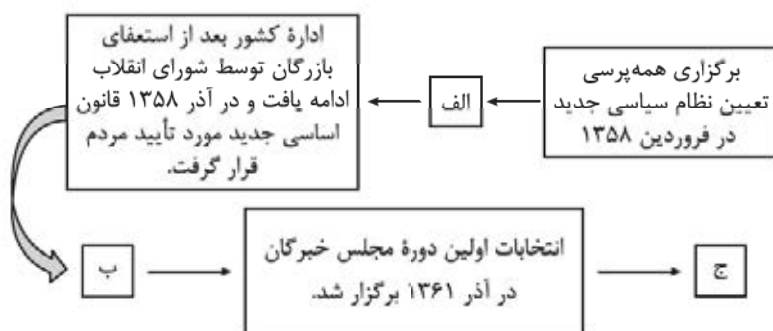 برگزاری همه‌پرسی
تعیین نظام سیاسی جدید
در فروردین ۱۳۵۸
الف
ادارهٔ کشور بعد از استعفای
بازرگان توسط شورای انقلاب
ادامه یافت و در آذر ۱۳۵۸ قانون
اساسی جدید مورد تأیید مردم
قرار گرفت.
ب
انتخابات اولین دورهٔ مجلس خبرگان
در آذر ۱۳۶۱ برگزار شد.
ج